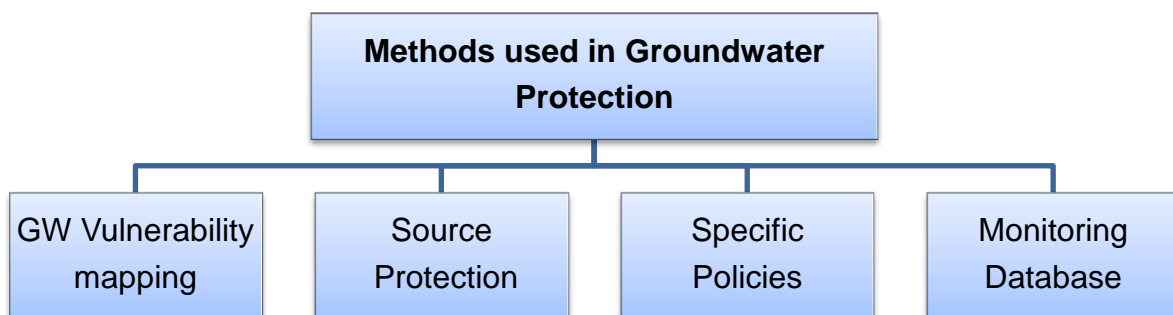 Methods used in Groundwater
Protection
GW Vulnerability
mapping
Source
Protection
Specific
Policies
Monitoring
Database